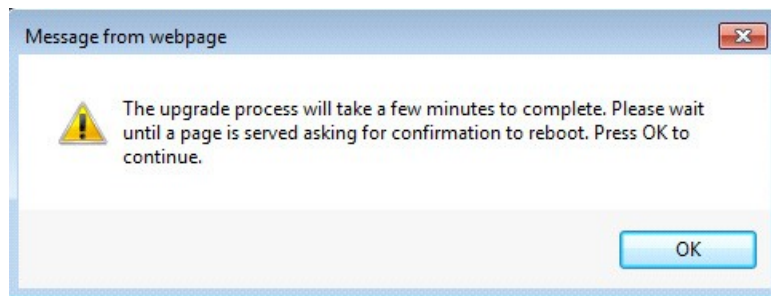 Message from webpage
The upgrade process will take a few minutes to complete. Please wait
until a page is served asking for confirmation to reboot. Press OK to
continue.
OK